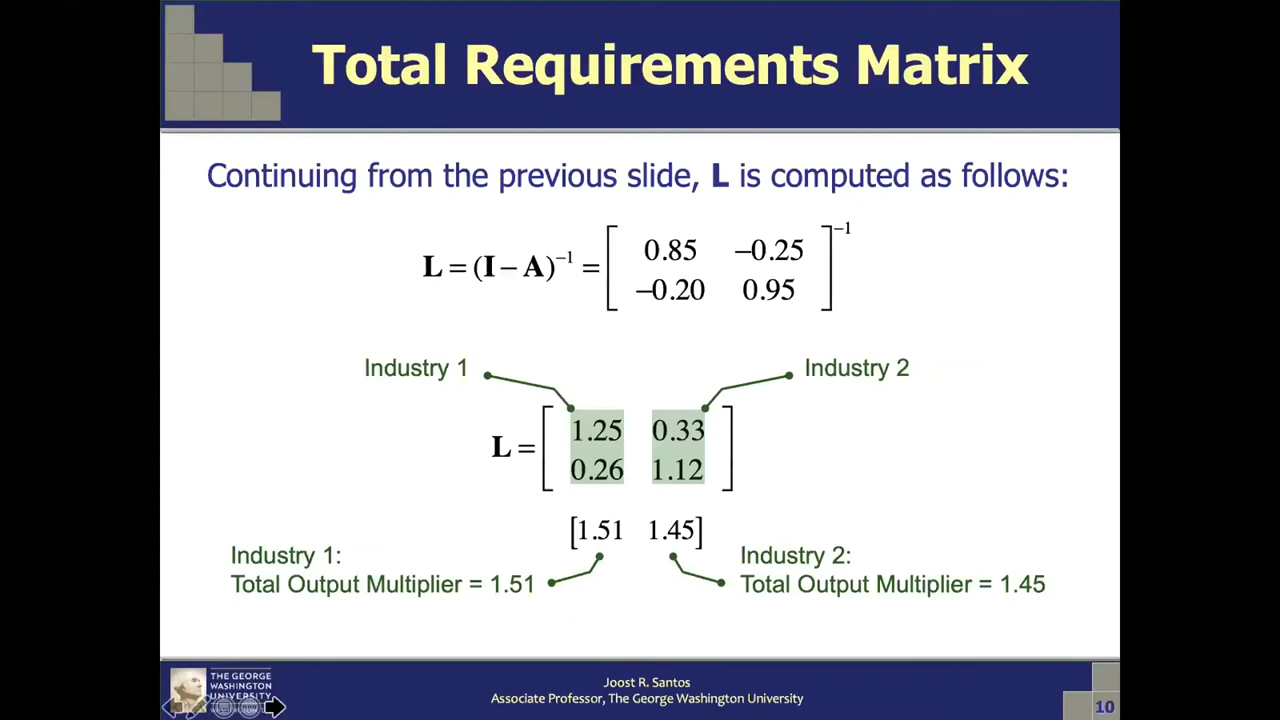 Total Requirements Matrix
Continuing from the previous slide, L is computed as follows:
L = (I − A)⁻¹ = [ 0.85 −0.25
−0.20 0.95 ]⁻¹
Industry 1 Industry 2
L = [ 1.25 0.33
0.26 1.12 ]
[1.51 1.45]
Industry 1:
Total Output Multiplier = 1.51
Industry 2:
Total Output Multiplier = 1.45
THE GEORGE
WASHINGTON
UNIVERSITY
Joost R. Santos
Associate Professor, The George Washington University
10